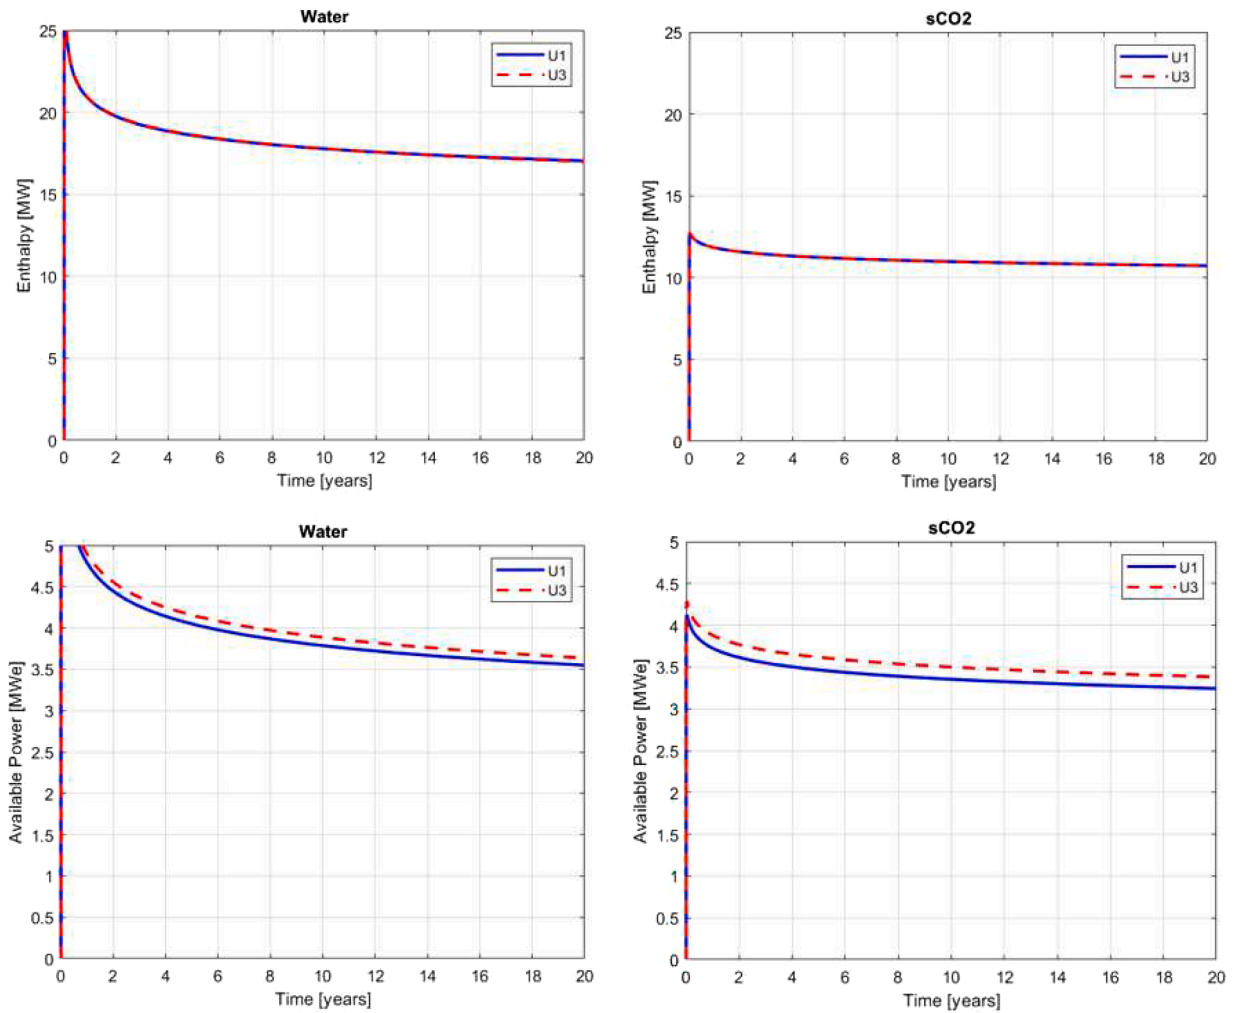 Water
25
20
15
10
5
0
Enthalpy [MW]
U1
U3
0 2 4 6 8 10 12 14 16 18 20
Time [years]
sCO2
25
20
15
10
5
0
Enthalpy [MW]
U1
U3
0 2 4 6 8 10 12 14 16 18 20
Time [years]
Water
5
4.5
4
3.5
3
2.5
2
1.5
1
0.5
0
Available Power [MWe]
U1
U3
0 2 4 6 8 10 12 14 16 18 20
Time [years]
sCO2
5
4.5
4
3.5
3
2.5
2
1.5
1
0.5
0
Available Power [MWe]
U1
U3
0 2 4 6 8 10 12 14 16 18 20
Time [years]